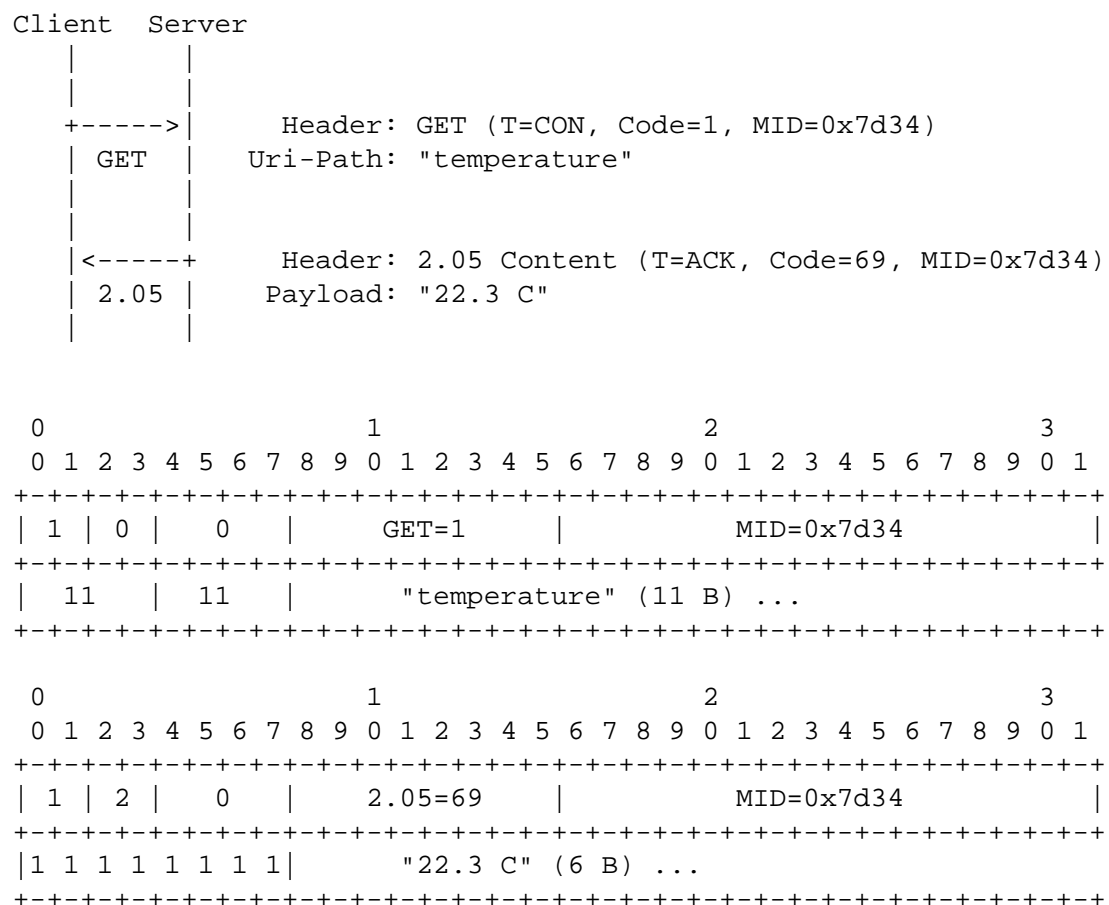 Client  Server
   |      |
   |      |
   +----->|     Header: GET (T=CON, Code=1, MID=0x7d34)
   | GET  |   Uri-Path: "temperature"
   |      |
   |      |
   |<-----+     Header: 2.05 Content (T=ACK, Code=69, MID=0x7d34)
   | 2.05 |    Payload: "22.3 C"
   |      |

 0                   1                   2                   3
 0 1 2 3 4 5 6 7 8 9 0 1 2 3 4 5 6 7 8 9 0 1 2 3 4 5 6 7 8 9 0 1
+-+-+-+-+-+-+-+-+-+-+-+-+-+-+-+-+-+-+-+-+-+-+-+-+-+-+-+-+-+-+-+-+
| 1 | 0 |   0   |     GET=1     |          MID=0x7d34           |
+-+-+-+-+-+-+-+-+-+-+-+-+-+-+-+-+-+-+-+-+-+-+-+-+-+-+-+-+-+-+-+-+
|  11   |  11   |      "temperature" (11 B) ...
+-+-+-+-+-+-+-+-+-+-+-+-+-+-+-+-+-+-+-+-+-+-+-+-+-+-+-+-+-+-+-+-+

 0                   1                   2                   3
 0 1 2 3 4 5 6 7 8 9 0 1 2 3 4 5 6 7 8 9 0 1 2 3 4 5 6 7 8 9 0 1
+-+-+-+-+-+-+-+-+-+-+-+-+-+-+-+-+-+-+-+-+-+-+-+-+-+-+-+-+-+-+-+-+
| 1 | 2 |   0   |    2.05=69    |          MID=0x7d34           |
+-+-+-+-+-+-+-+-+-+-+-+-+-+-+-+-+-+-+-+-+-+-+-+-+-+-+-+-+-+-+-+-+
|1 1 1 1 1 1 1 1|      "22.3 C" (6 B) ...
+-+-+-+-+-+-+-+-+-+-+-+-+-+-+-+-+-+-+-+-+-+-+-+-+-+-+-+-+-+-+-+-+